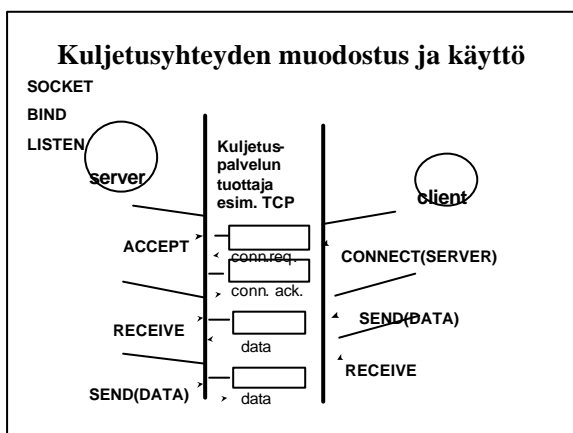 Kuljetusyhteyden muodostus ja käyttö
SOCKET
BIND
LISTEN
server
Kuljetus-
palvelun
tuottaja
esim. TCP
client
ACCEPT
conn.req.
CONNECT(SERVER)
conn. ack.
SEND(DATA)
RECEIVE
data
RECEIVE
SEND(DATA)
data